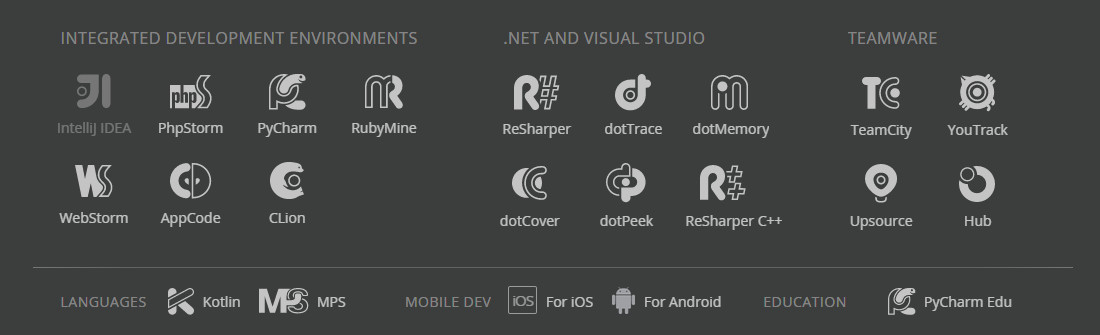 INTEGRATED DEVELOPMENT ENVIRONMENTS
IntelliJ IDEA PhpStorm PyCharm RubyMine
WebStorm AppCode CLion
.NET AND VISUAL STUDIO
ReSharper dotTrace dotMemory
dotCover dotPeek ReSharper C++
TEAMWARE
TeamCity YouTrack
Upsource Hub
LANGUAGES Kotlin MPS MOBILE DEV iOS For iOS For Android EDUCATION PyCharm Edu